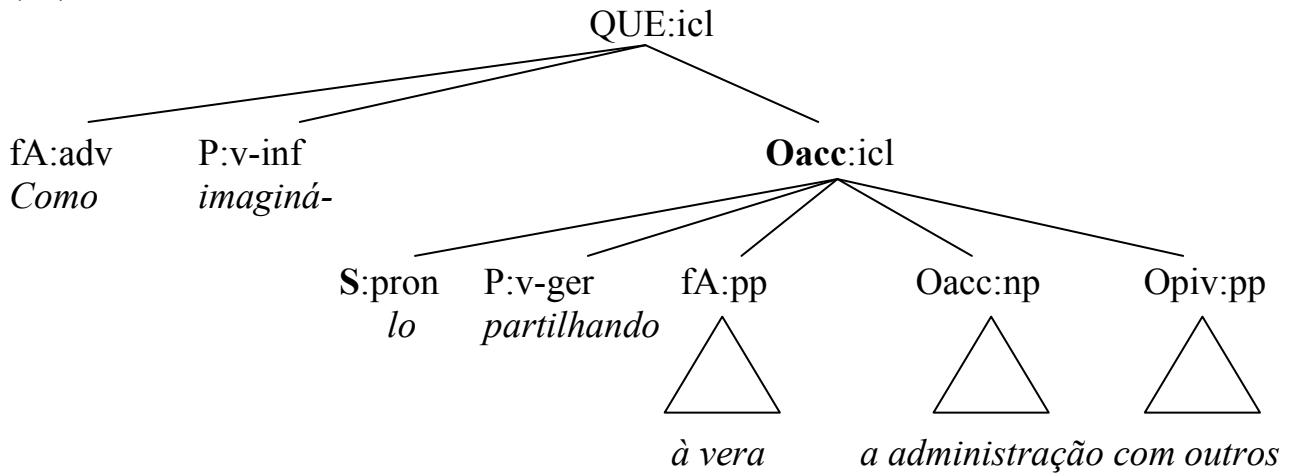 QUE:icl
fA:adv P:v-inf Oacc:icl
Como imaginá-
S:pron P:v-ger fA:pp Oacc:np Opiv:pp
lo partilhando
à vera a administração com outros